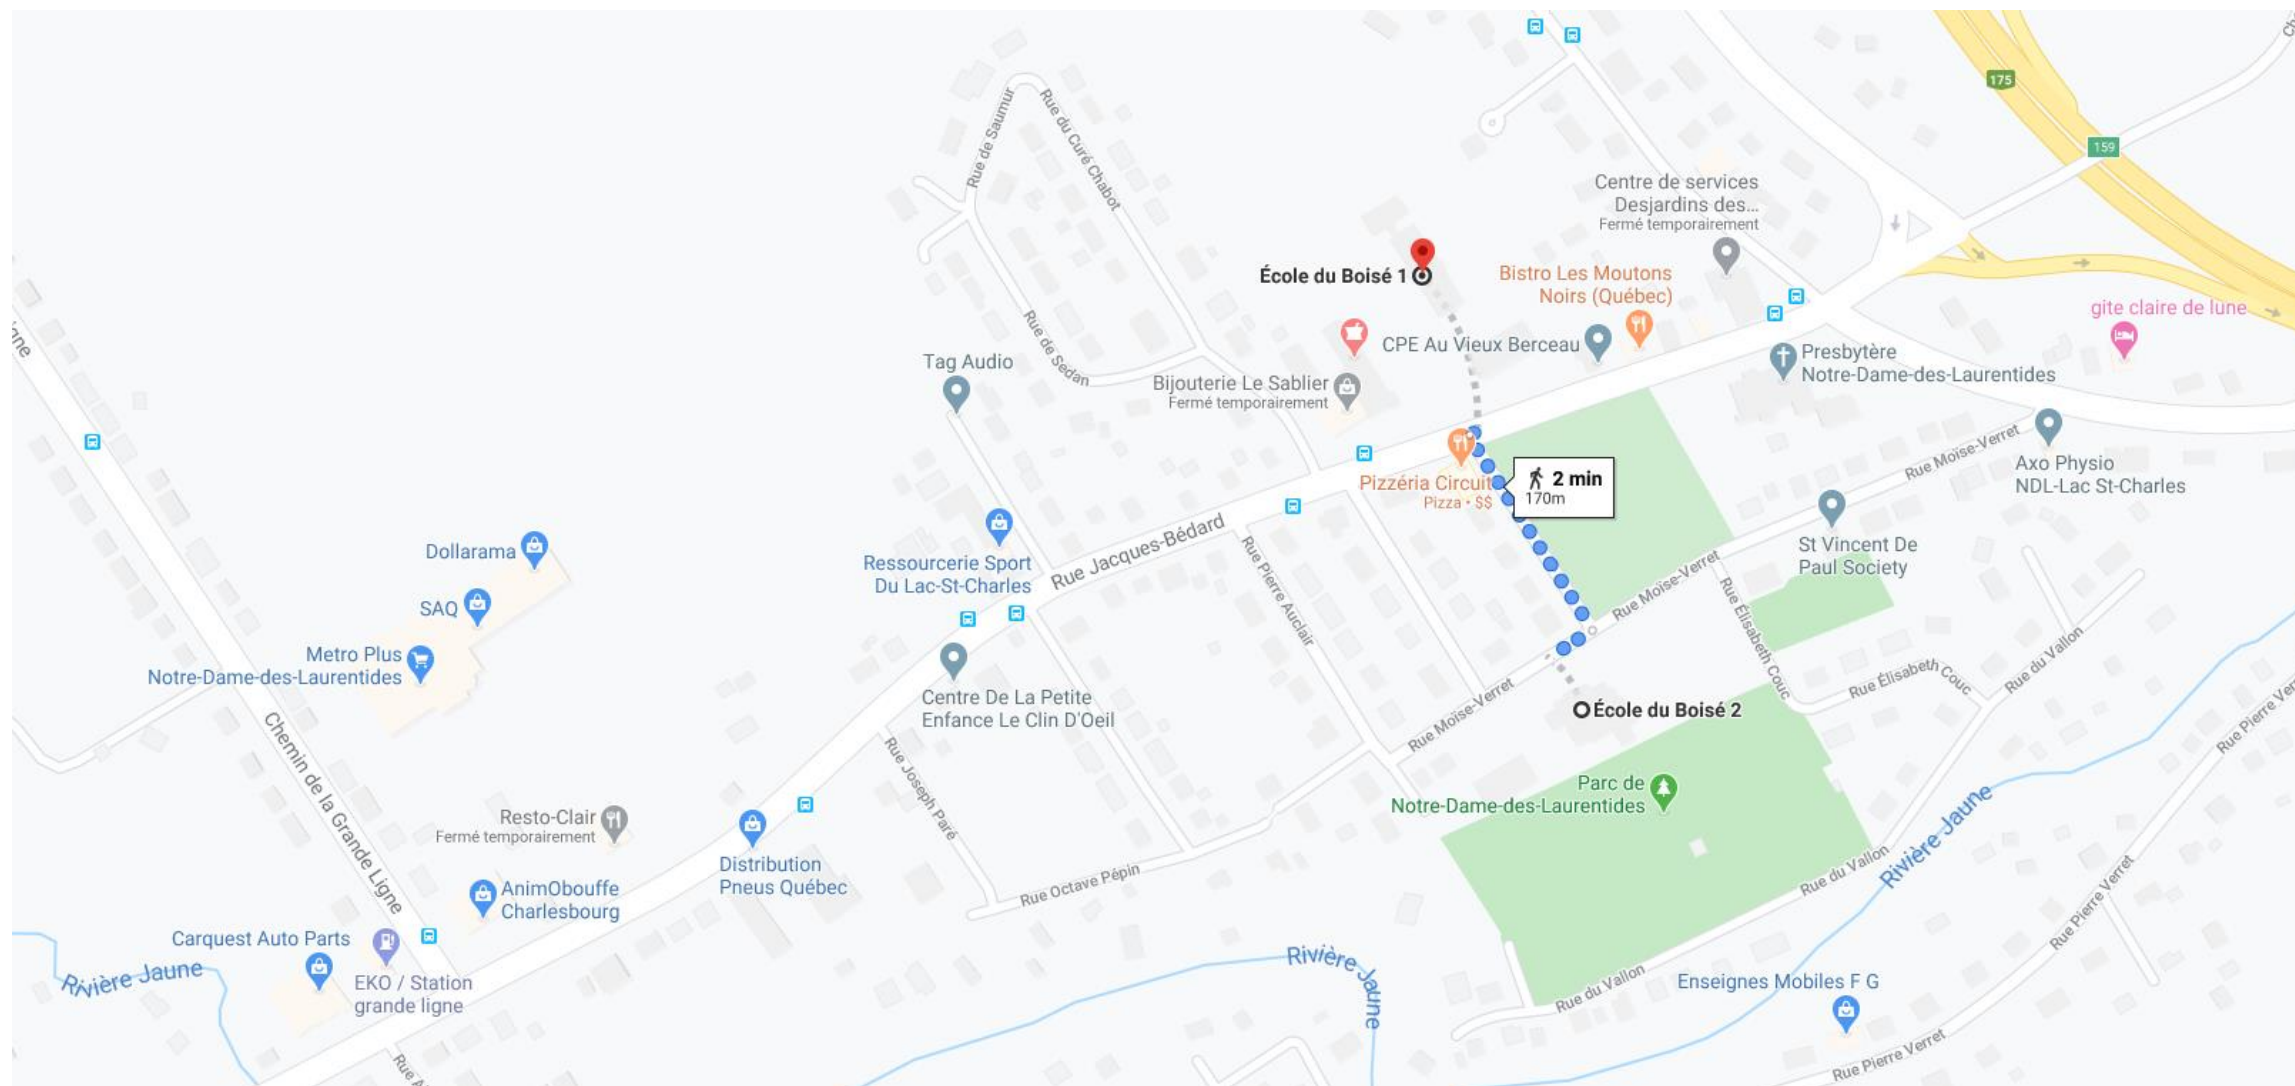 175
159
Rue de Saumur
Rue du Curé Chabot
Centre de services
Desjardins des...
Fermé temporairement
École du Boisé 1
Bistro Les Moutons
Noirs (Québec)
gite claire de lune
CPE Au Vieux Berceau
Presbytère
Notre-Dame-des-Laurentides
Rue de Sedan
Tag Audio
Bijouterie Le Sablier
Fermé temporairement
Rue Moïse-Verret
Axo Physio
NDL-Lac St-Charles
Pizzéria Circuit
Pizza • $$
2 min
170m
Dollarama
Ressourcerie Sport
Du Lac-St-Charles
Rue Jacques-Bédard
Rue Pierre Auclair
St Vincent De
Paul Society
Rue Moïse-Verret
Rue Élisabeth Couc
SAQ
Metro Plus
Notre-Dame-des-Laurentides
Centre De La Petite
Enfance Le Clin D'Oeil
Rue Moïse-Verret
École du Boisé 2
Rue Élisabeth Couc
Rue du Vallon
Rue Pierre Ver
Chemin de la Grande Ligne
Rue Joseph Paré
Parc de
Notre-Dame-des-Laurentides
Resto-Clair
Fermé temporairement
Distribution
Pneus Québec
Rue Octave Pépin
Rue du Vallon
Rivière Jaune
AnimObouffe
Charlesbourg
Rue Pierre Verret
Carquest Auto Parts
EKO / Station
grande ligne
Rivière Jaune
Rivière Jaune
Rue du Vallon
Enseignes Mobiles F G
Rue Pierre Verret
Rue A